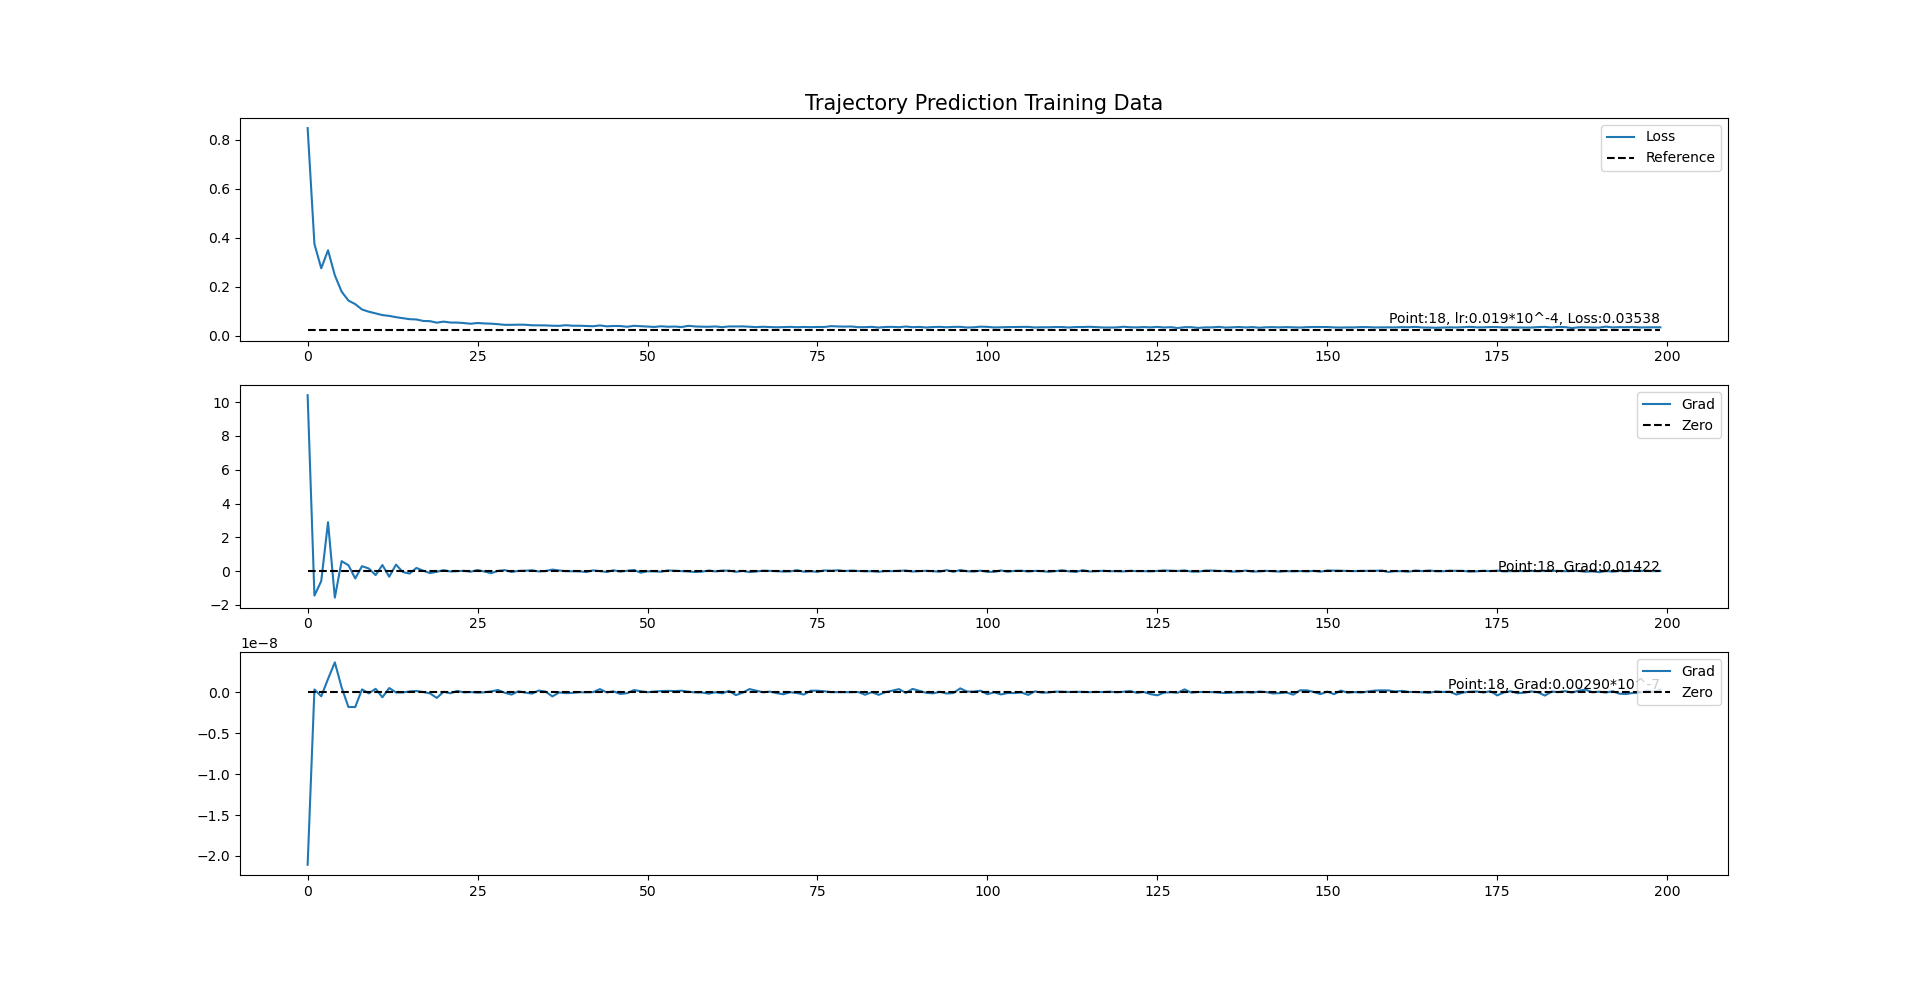 Trajectory Prediction Training Data
0.8
0.6
0.4
0.2
0.0
Loss
Reference
Point:18, lr:0.019*10^-4, Loss:0.03538
0 25 50 75 100 125 150 175 200
10
8
6
4
2
0
−2
Grad
Zero
Point:18, Grad:0.01422
0 25 50 75 100 125 150 175 200
1e−8
0.0
−0.5
−1.0
−1.5
−2.0
Grad
Zero
Point:18, Grad:0.00290*10^-7
0 25 50 75 100 125 150 175 200